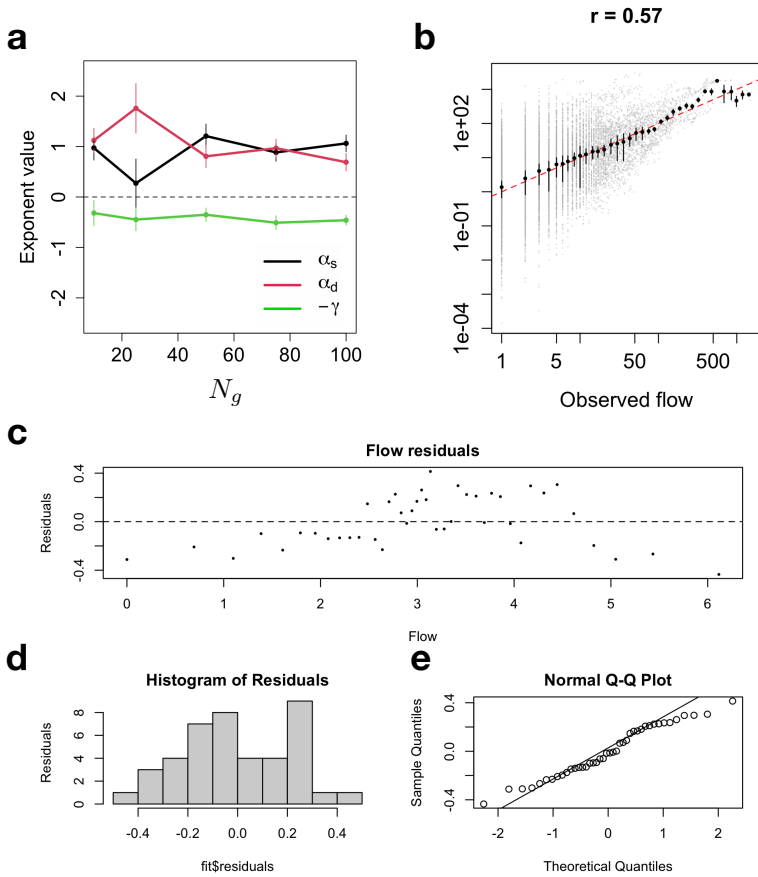 a
2
1
0
-1
-2
Exponent value
αs
αd
−γ
20 40 60 80 100
Ng
b
r = 0.57
1e+02
1e-01
1e-04
1 5 50 500
Observed flow
c
Flow residuals
0.4
0.0
-0.4
Residuals
0 1 2 3 4 5 6
Flow
d
Histogram of Residuals
8
6
4
2
0
Residuals
-0.4 -0.2 0.0 0.2 0.4
fit$residuals
e
Normal Q-Q Plot
0.4
0.0
-0.4
Sample Quantiles
-2 -1 0 1 2
Theoretical Quantiles